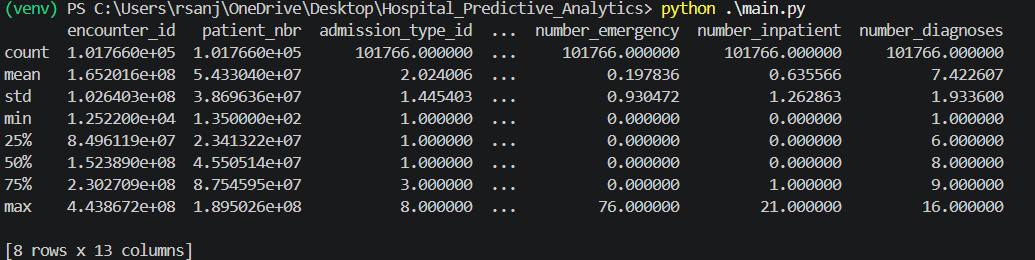 (venv) PS C:\Users\rsanj\OneDrive\Desktop\Hospital_Predictive_Analytics> python .\main.py
encounter_id patient_nbr admission_type_id ... number_emergency number_inpatient number_diagnoses
count 1.017660e+05 1.017660e+05 101766.000000 ... 101766.000000 101766.000000 101766.000000
mean 1.652016e+08 5.433040e+07 2.024006 ... 0.197836 0.635566 7.422607
std 1.026403e+08 3.869636e+07 1.445403 ... 0.930472 1.262863 1.933600
min 1.252200e+04 1.350000e+02 1.000000 ... 0.000000 0.000000 1.000000
25% 8.496119e+07 2.341322e+07 1.000000 ... 0.000000 0.000000 6.000000
50% 1.523890e+08 4.550514e+07 1.000000 ... 0.000000 0.000000 8.000000
75% 2.302709e+08 8.754595e+07 3.000000 ... 0.000000 1.000000 9.000000
max 4.438672e+08 1.895026e+08 8.000000 ... 76.000000 21.000000 16.000000
[8 rows x 13 columns]